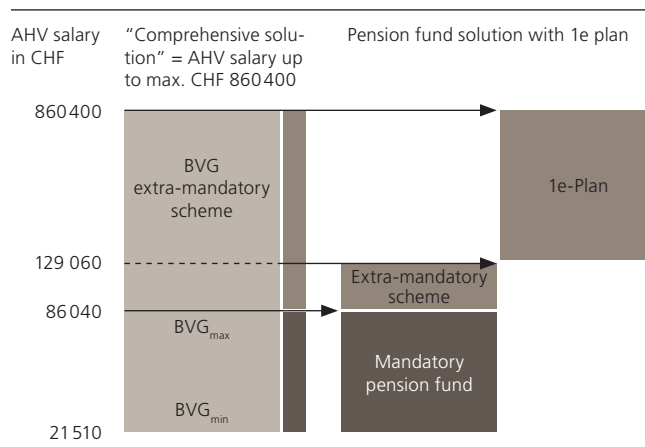 AHV salary
in CHF
“Comprehensive solu-
tion” = AHV salary up
to max. CHF 860400
Pension fund solution with 1e plan
860400
BVG
extra-mandatory
scheme
1e-Plan
129 060
Extra-mandatory
scheme
86040
BVGmax
Mandatory
pension fund
BVGmin
21510